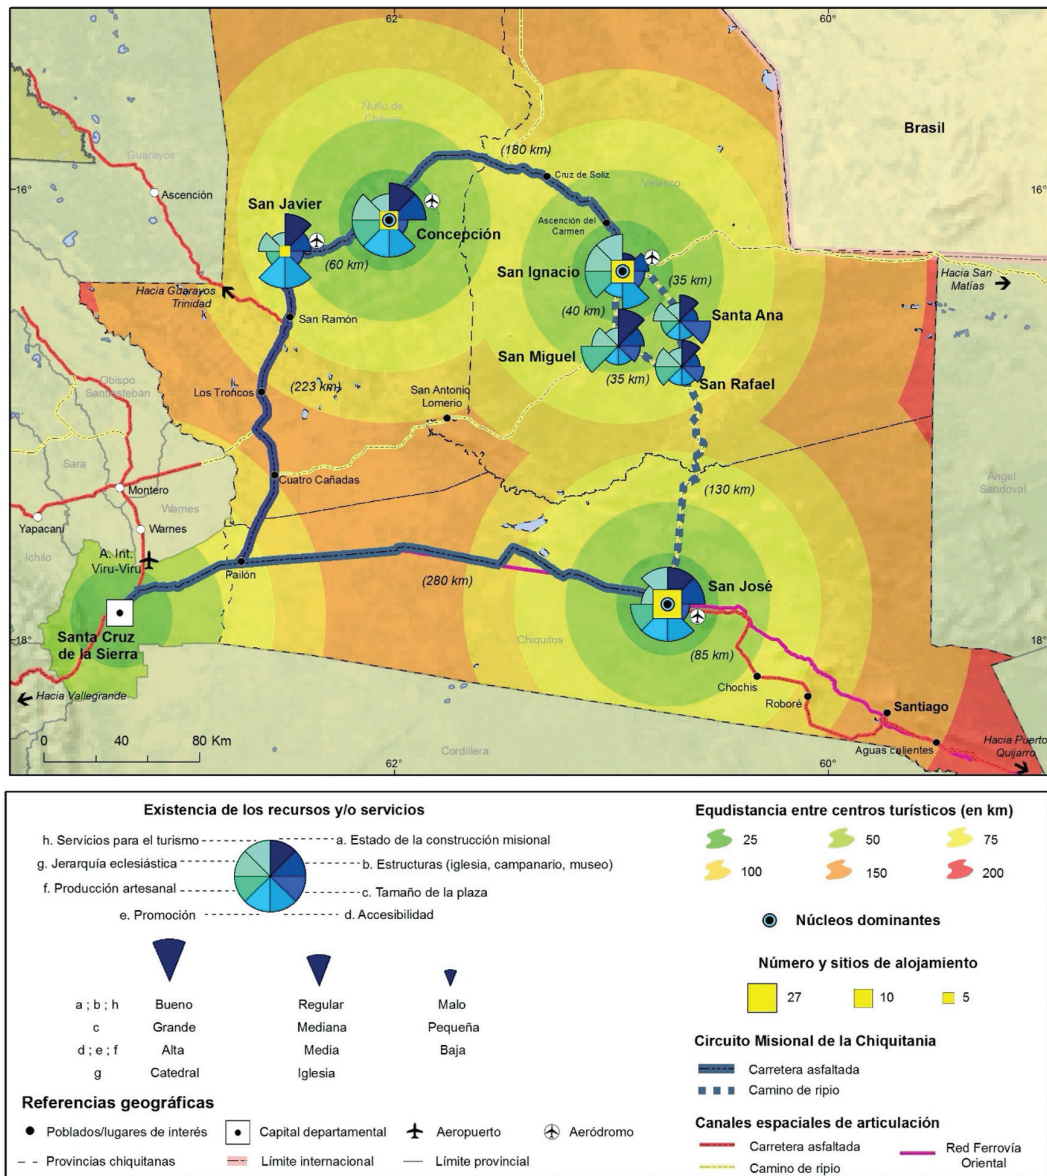 62
60
Ñuflo de
Chávez
(180 km)
Brasil
Guarayos
Cruz de Soliz
Velasco
16°
Ascención
16°
San Javier
Concepción
Ascención del
Carmen
San Ignacio
(60 km)
(35 km)
Hacia San
Matías
Hacia Guarayos
Trinidad
(40 km)
Santa Ana
San Ramón
San Miguel
(35 km)
San Rafael
Los Troncos
(223 km)
San Antonio
Lomerio
Obispo
Santiesteban
Sara
Cuatro Cañadas
Montero
(130 km)
Ángel
Sandoval
Yapacaní
Warnes
Warnes
Ichilo
A. Int.
Viru-Viru
Pailón
(280 km)
San José
Santa Cruz
de la Sierra
Chiquitos
18°
18°
(85 km)
Hacia Vallegrande
Chochis
Roboré
Santiago
0 40 80 Km
Cordillera
Aguas calientes
Hacia Puerto
Quijarro
62
60
Existencia de los recursos y/o servicios
h. Servicios para el turismo
a. Estado de la construcción misional
g. Jerarquía eclesiástica
b. Estructuras (iglesia, campanario, museo)
f. Producción artesanal
c. Tamaño de la plaza
e. Promoción
d. Accesibilidad
a ; b ; h Bueno Regular Malo
c Grande Mediana Pequeña
d ; e ; f Alta Media Baja
g Catedral Iglesia
Referencias geográficas
Poblados/lugares de interés Capital departamental Aeropuerto Aeródromo
Provincias chiquitanas Límite internacional Límite provincial
Equdistancia entre centros turísticos (en km)
25 50 75
100 150 200
Núcleos dominantes
Número y sitios de alojamiento
27 10 5
Circuito Misional de la Chiquitania
Carretera asfaltada
Camino de ripio
Canales espaciales de articulación
Carretera asfaltada
Red Ferrovía
Oriental
Camino de ripio